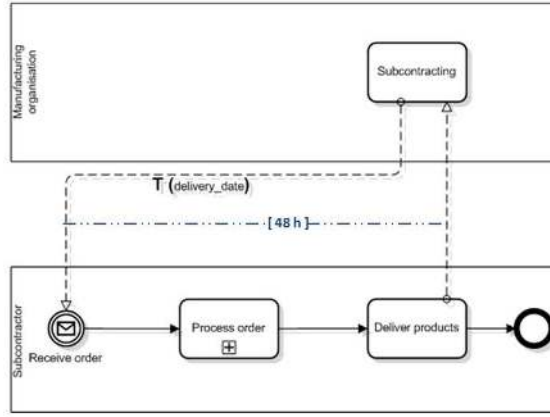 Manufacturing
organisation
Subcontracting
T (delivery_date)
[ 48 h ]
Subcontractor
Receive order
Process order
Deliver products